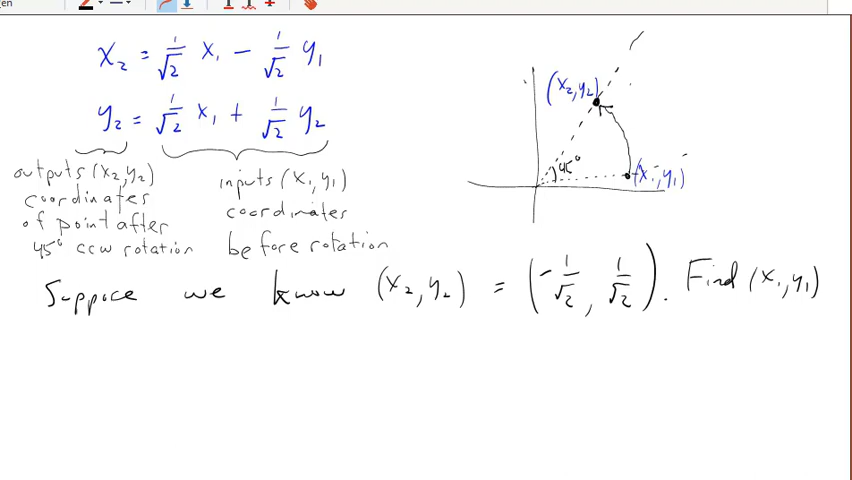 en
x₂ = 1/√2 x₁ − 1/√2 y₁
y₂ = 1/√2 x₁ + 1/√2 y₂
outputs (x₂,y₂)
coordinates
of point after
45° ccw rotation
inputs (x₁,y₁)
coordinates
before rotation
(x₂,y₂)
45°
(x₁,y₁)
Suppose we know (x₂,y₂) = (−1/√2, 1/√2). Find (x₁,y₁)